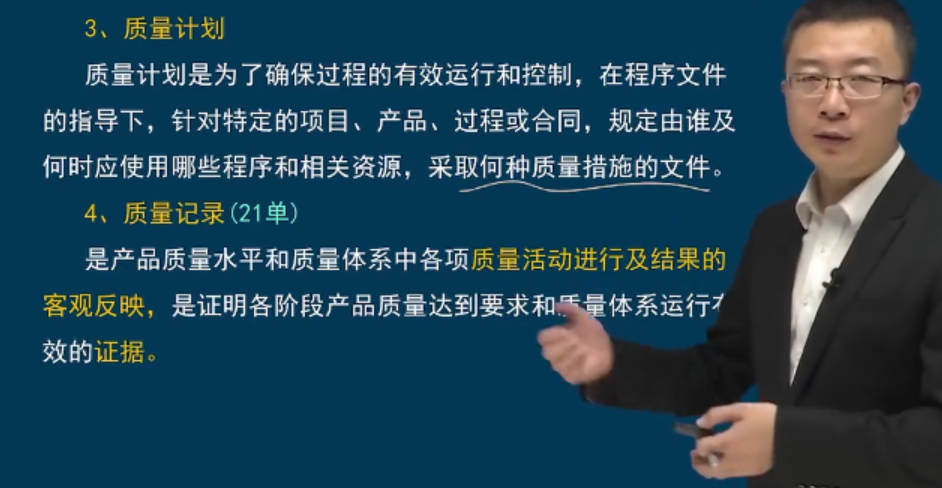 3、质量计划
质量计划是为了确保过程的有效运行和控制，在程序文件
的指导下，针对特定的项目、产品、过程或合同，规定由谁及
何时应使用哪些程序和相关资源，采取何种质量措施的文件。
4、质量记录(21单)
是产品质量水平和质量体系中各项质量活动进行及结果的
客观反映，是证明各阶段产品质量达到要求和质量体系运行有
效的证据。